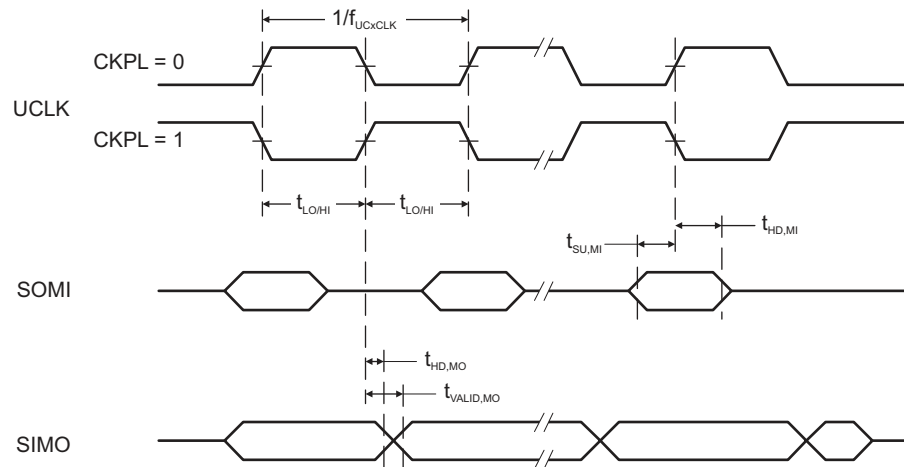 1/fUCxCLK
CKPL = 0
UCLK
CKPL = 1
tLO/HI tLO/HI
tSU,MI tHD,MI
SOMI
tHD,MO
tVALID,MO
SIMO